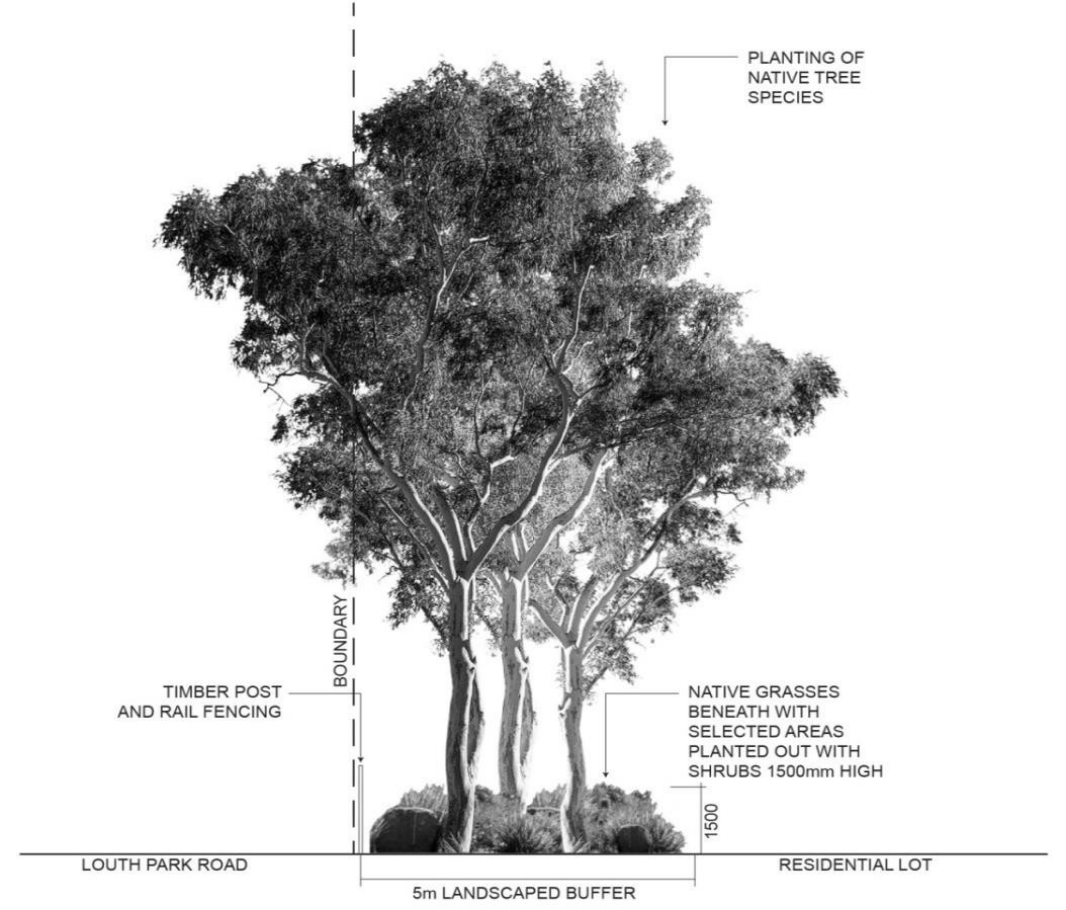 PLANTING OF
NATIVE TREE
SPECIES
BOUNDARY
TIMBER POST
AND RAIL FENCING
NATIVE GRASSES
BENEATH WITH
SELECTED AREAS
PLANTED OUT WITH
SHRUBS 1500mm HIGH
1500
LOUTH PARK ROAD
RESIDENTIAL LOT
5m LANDSCAPED BUFFER